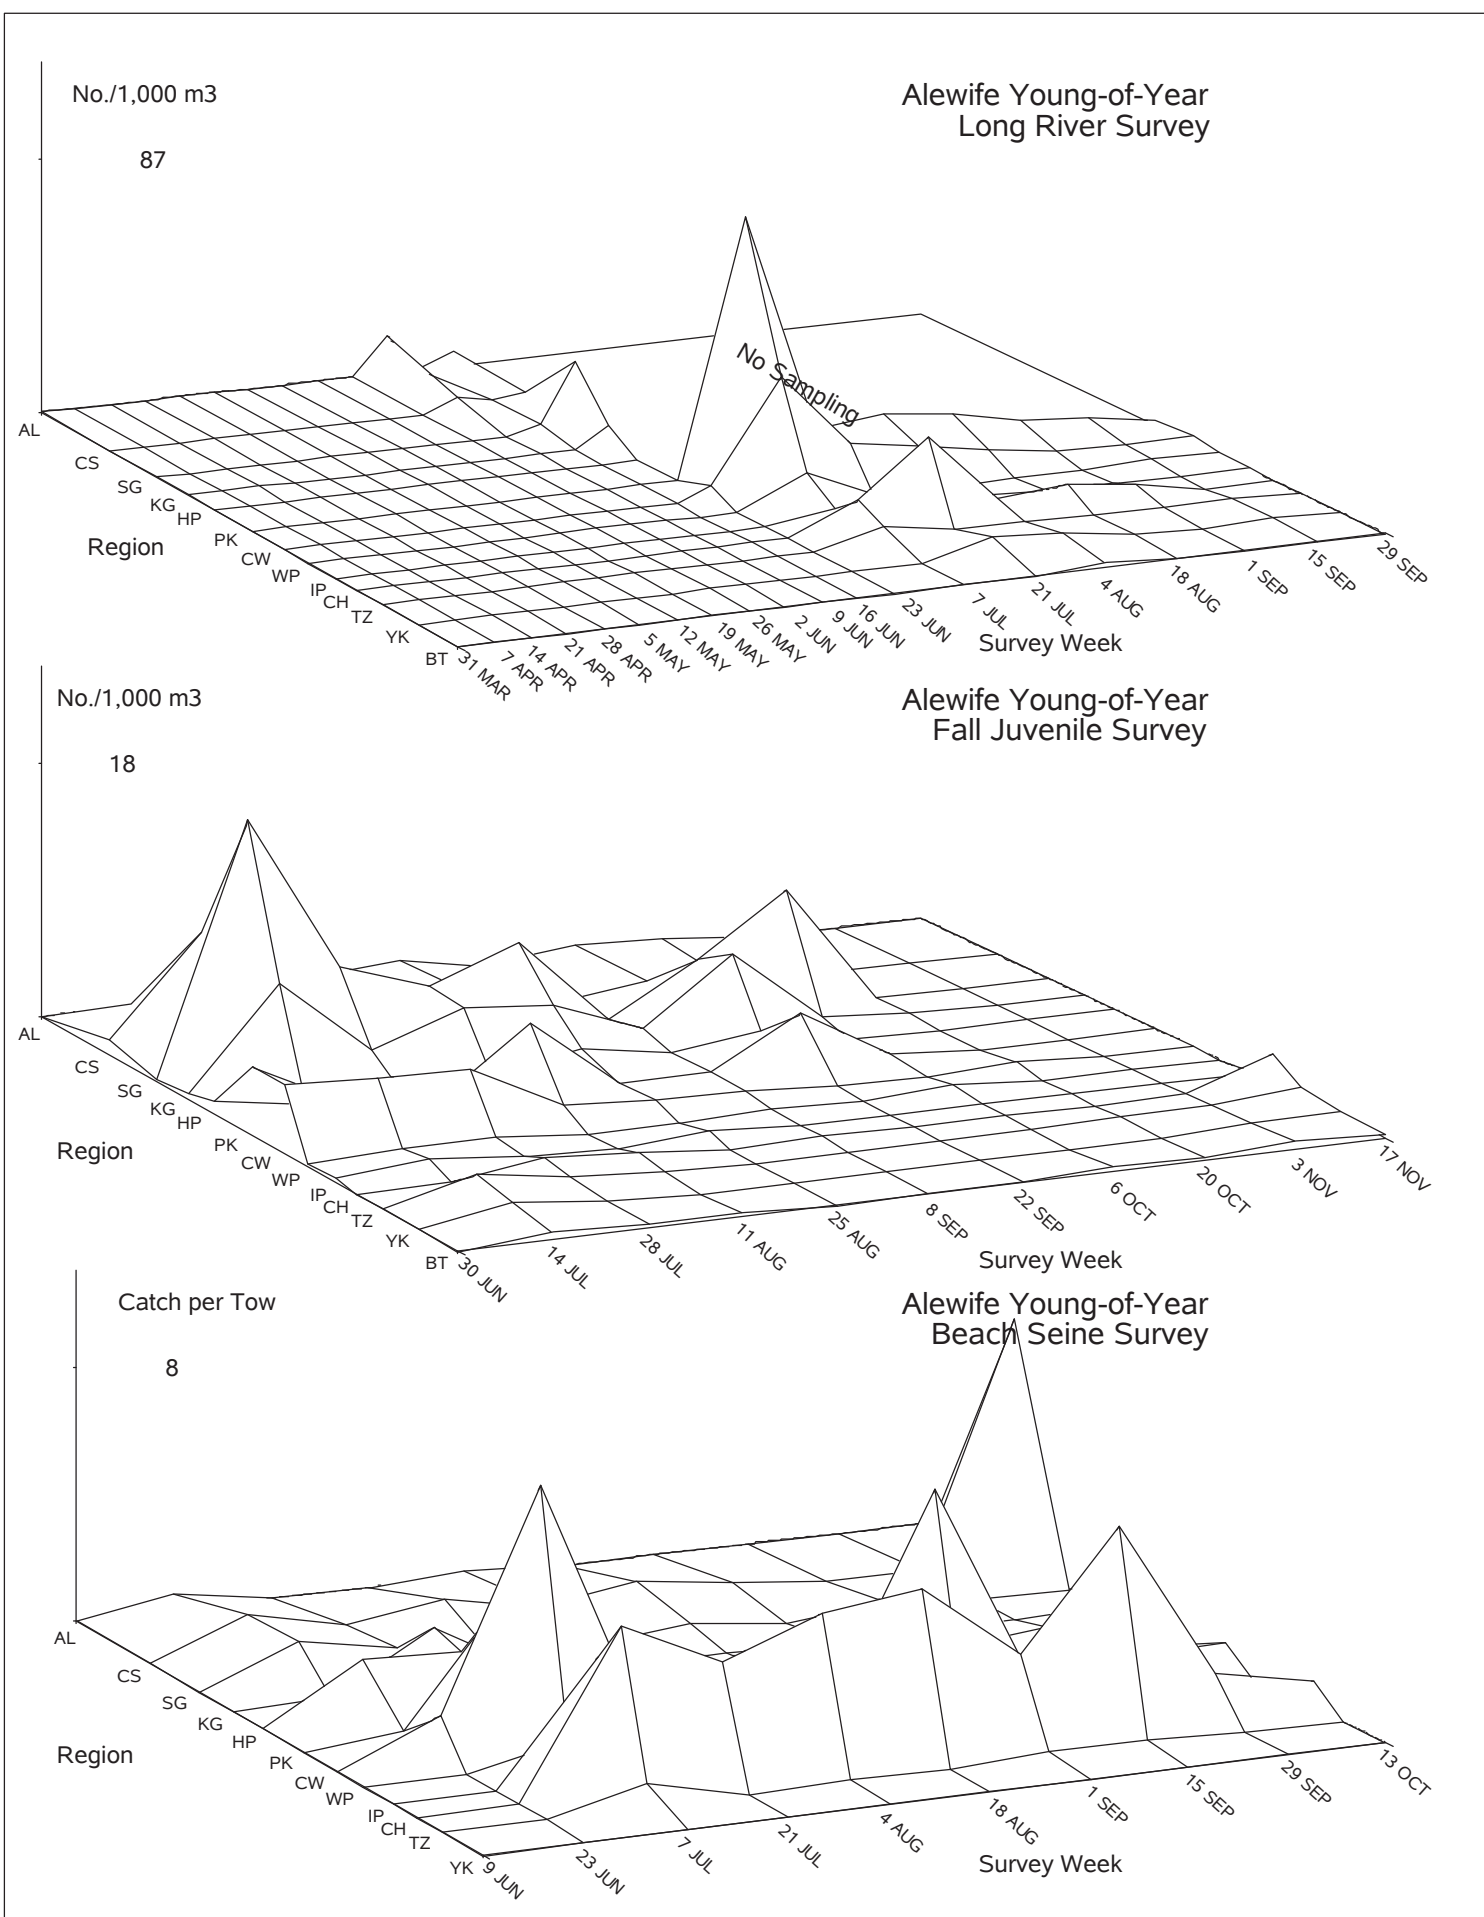 No./1,000 m3
Alewife Young-of-Year
Long River Survey
87
No Sampling
AL
CS
SG
KG
HP
PK
CW
WP
IP
CH
TZ
YK
BT
Region
31 MAR
7 APR
14 APR
21 APR
28 APR
5 MAY
12 MAY
19 MAY
26 MAY
2 JUN
9 JUN
16 JUN
23 JUN
7 JUL
21 JUL
4 AUG
18 AUG
1 SEP
15 SEP
29 SEP
Survey Week
No./1,000 m3
Alewife Young-of-Year
Fall Juvenile Survey
18
AL
CS
SG
KG
HP
PK
CW
WP
IP
CH
TZ
YK
BT
Region
30 JUN
14 JUL
28 JUL
11 AUG
25 AUG
8 SEP
22 SEP
6 OCT
20 OCT
3 NOV
17 NOV
Survey Week
Catch per Tow
Alewife Young-of-Year
Beach Seine Survey
8
AL
CS
SG
KG
HP
PK
CW
WP
IP
CH
TZ
YK
Region
9 JUN
23 JUN
7 JUL
21 JUL
4 AUG
18 AUG
1 SEP
15 SEP
29 SEP
13 OCT
Survey Week